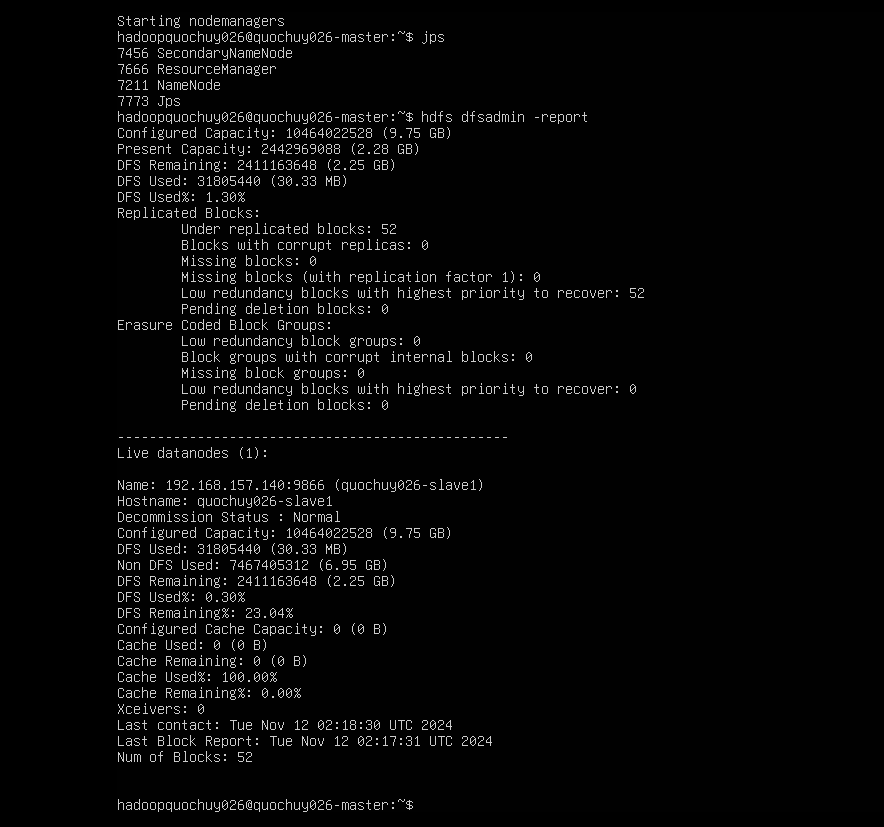 Starting nodemanagers
hadoopquochuy026@quochuy026-master:~$ jps
7456 SecondaryNameNode
7666 ResourceManager
7211 NameNode
7773 Jps
hadoopquochuy026@quochuy026-master:~$ hdfs dfsadmin -report
Configured Capacity: 10464022528 (9.75 GB)
Present Capacity: 2442969088 (2.28 GB)
DFS Remaining: 2411163648 (2.25 GB)
DFS Used: 31805440 (30.33 MB)
DFS Used%: 1.30%
Replicated Blocks:
Under replicated blocks: 52
Blocks with corrupt replicas: 0
Missing blocks: 0
Missing blocks (with replication factor 1): 0
Low redundancy blocks with highest priority to recover: 52
Pending deletion blocks: 0
Erasure Coded Block Groups:
Low redundancy block groups: 0
Block groups with corrupt internal blocks: 0
Missing block groups: 0
Low redundancy blocks with highest priority to recover: 0
Pending deletion blocks: 0
-------------------------------------------------
Live datanodes (1):
Name: 192.168.157.140:9866 (quochuy026-slave1)
Hostname: quochuy026-slave1
Decommission Status : Normal
Configured Capacity: 10464022528 (9.75 GB)
DFS Used: 31805440 (30.33 MB)
Non DFS Used: 7467405312 (6.95 GB)
DFS Remaining: 2411163648 (2.25 GB)
DFS Used%: 0.30%
DFS Remaining%: 23.04%
Configured Cache Capacity: 0 (0 B)
Cache Used: 0 (0 B)
Cache Remaining: 0 (0 B)
Cache Used%: 100.00%
Cache Remaining%: 0.00%
Xceivers: 0
Last contact: Tue Nov 12 02:18:30 UTC 2024
Last Block Report: Tue Nov 12 02:17:31 UTC 2024
Num of Blocks: 52
hadoopquochuy026@quochuy026-master:~$